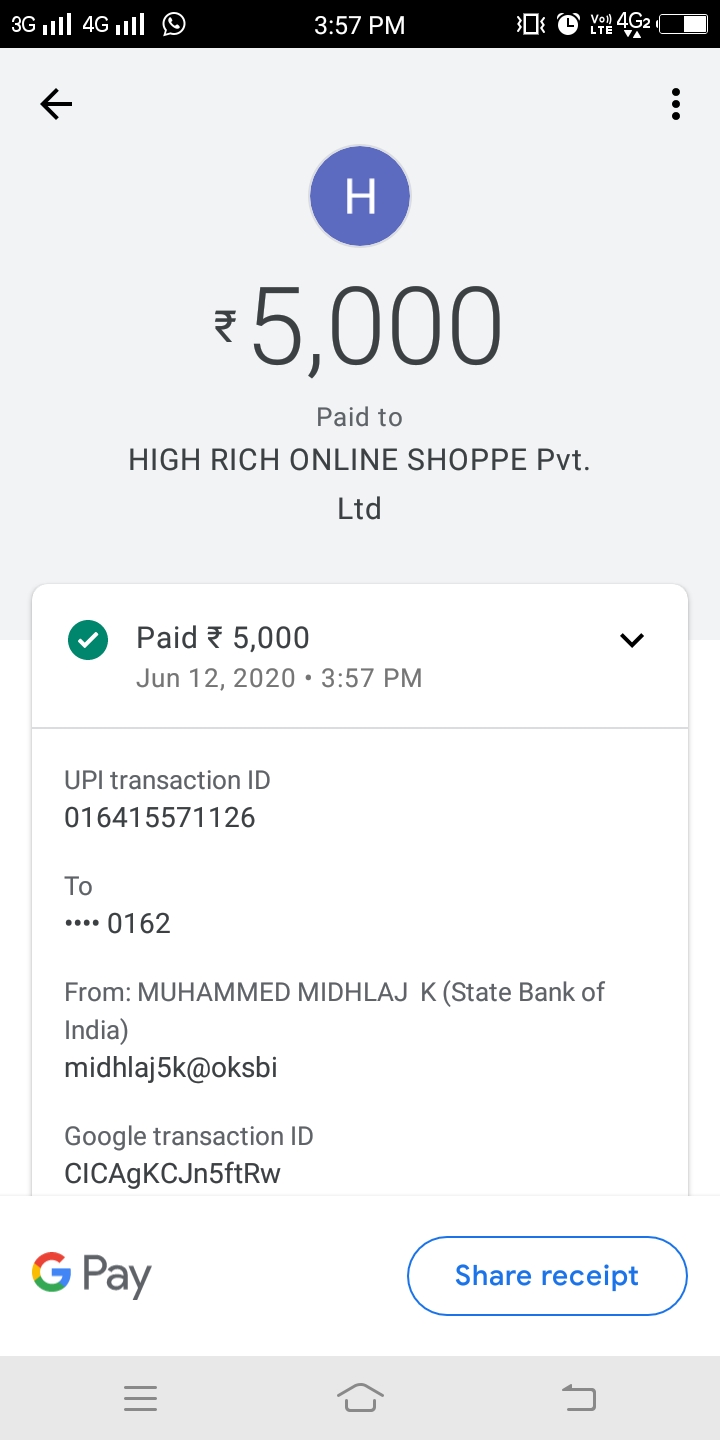 3G 4G 3:57 PM Vo)) LTE 4G2
H
₹5,000
Paid to
HIGH RICH ONLINE SHOPPE Pvt.
Ltd
Paid ₹ 5,000
Jun 12, 2020 • 3:57 PM
UPI transaction ID
016415571126
To
•••• 0162
From: MUHAMMED MIDHLAJ K (State Bank of
India)
midhlaj5k@oksbi
Google transaction ID
CICAgKCJn5ftRw
G Pay
Share receipt